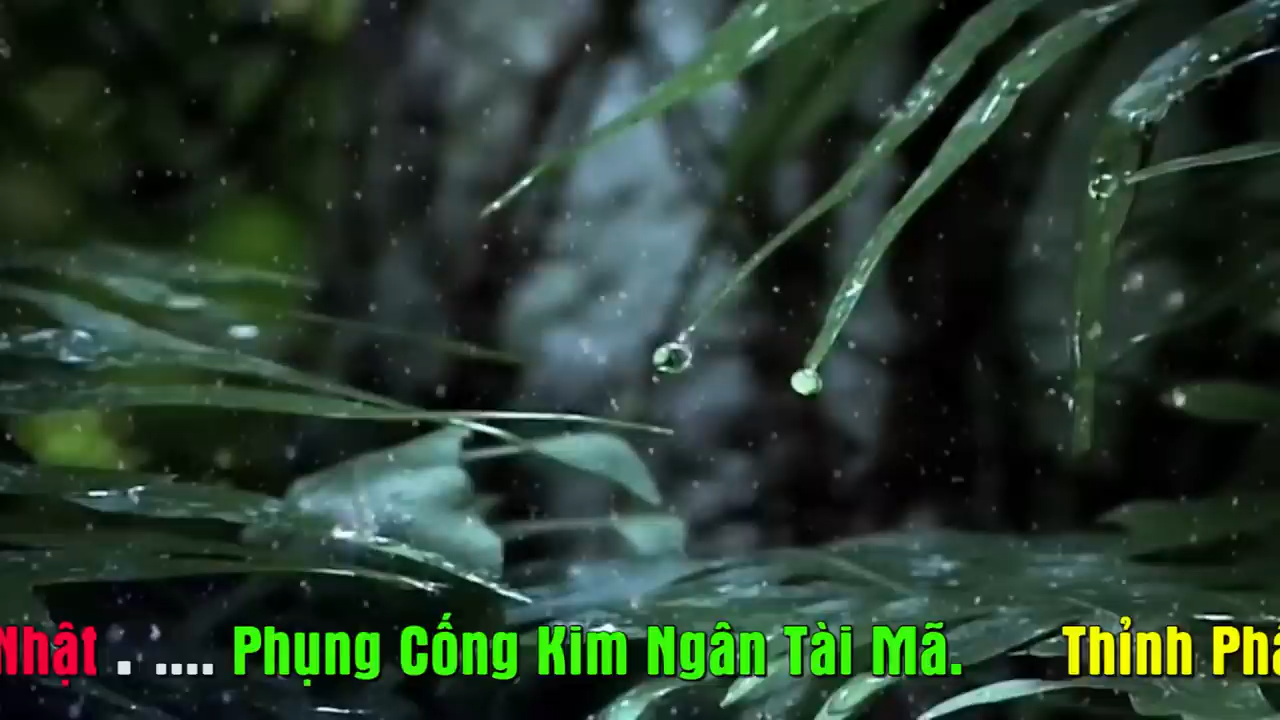 Nhật . .... Phụng Cống Kim Ngân Tài Mã. Thỉnh